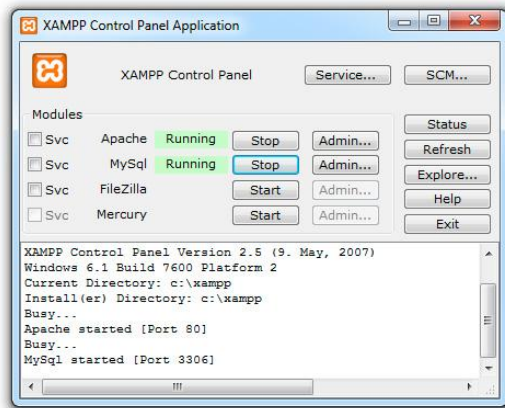 XAMPP Control Panel Application
XAMPP Control Panel Service... SCM...
Modules
Status
Svc Apache Running Stop Admin...
Refresh
Svc MySql Running Stop Admin...
Explore...
Svc FileZilla Start Admin...
Help
Svc Mercury Start Admin...
Exit
XAMPP Control Panel Version 2.5 (9. May, 2007)
Windows 6.1 Build 7600 Platform 2
Current Directory: c:\xampp
Install(er) Directory: c:\xampp
Busy...
Apache started [Port 80]
Busy...
MySql started [Port 3306]